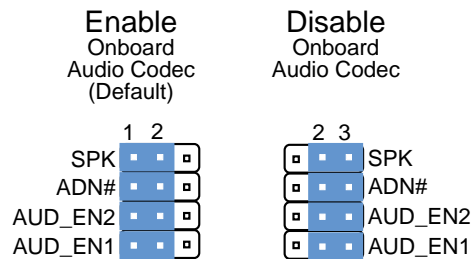 Enable
Onboard
Audio Codec
(Default)
1 2
SPK
ADN#
AUD_EN2
AUD_EN1
Disable
Onboard
Audio Codec
2 3
SPK
ADN#
AUD_EN2
AUD_EN1